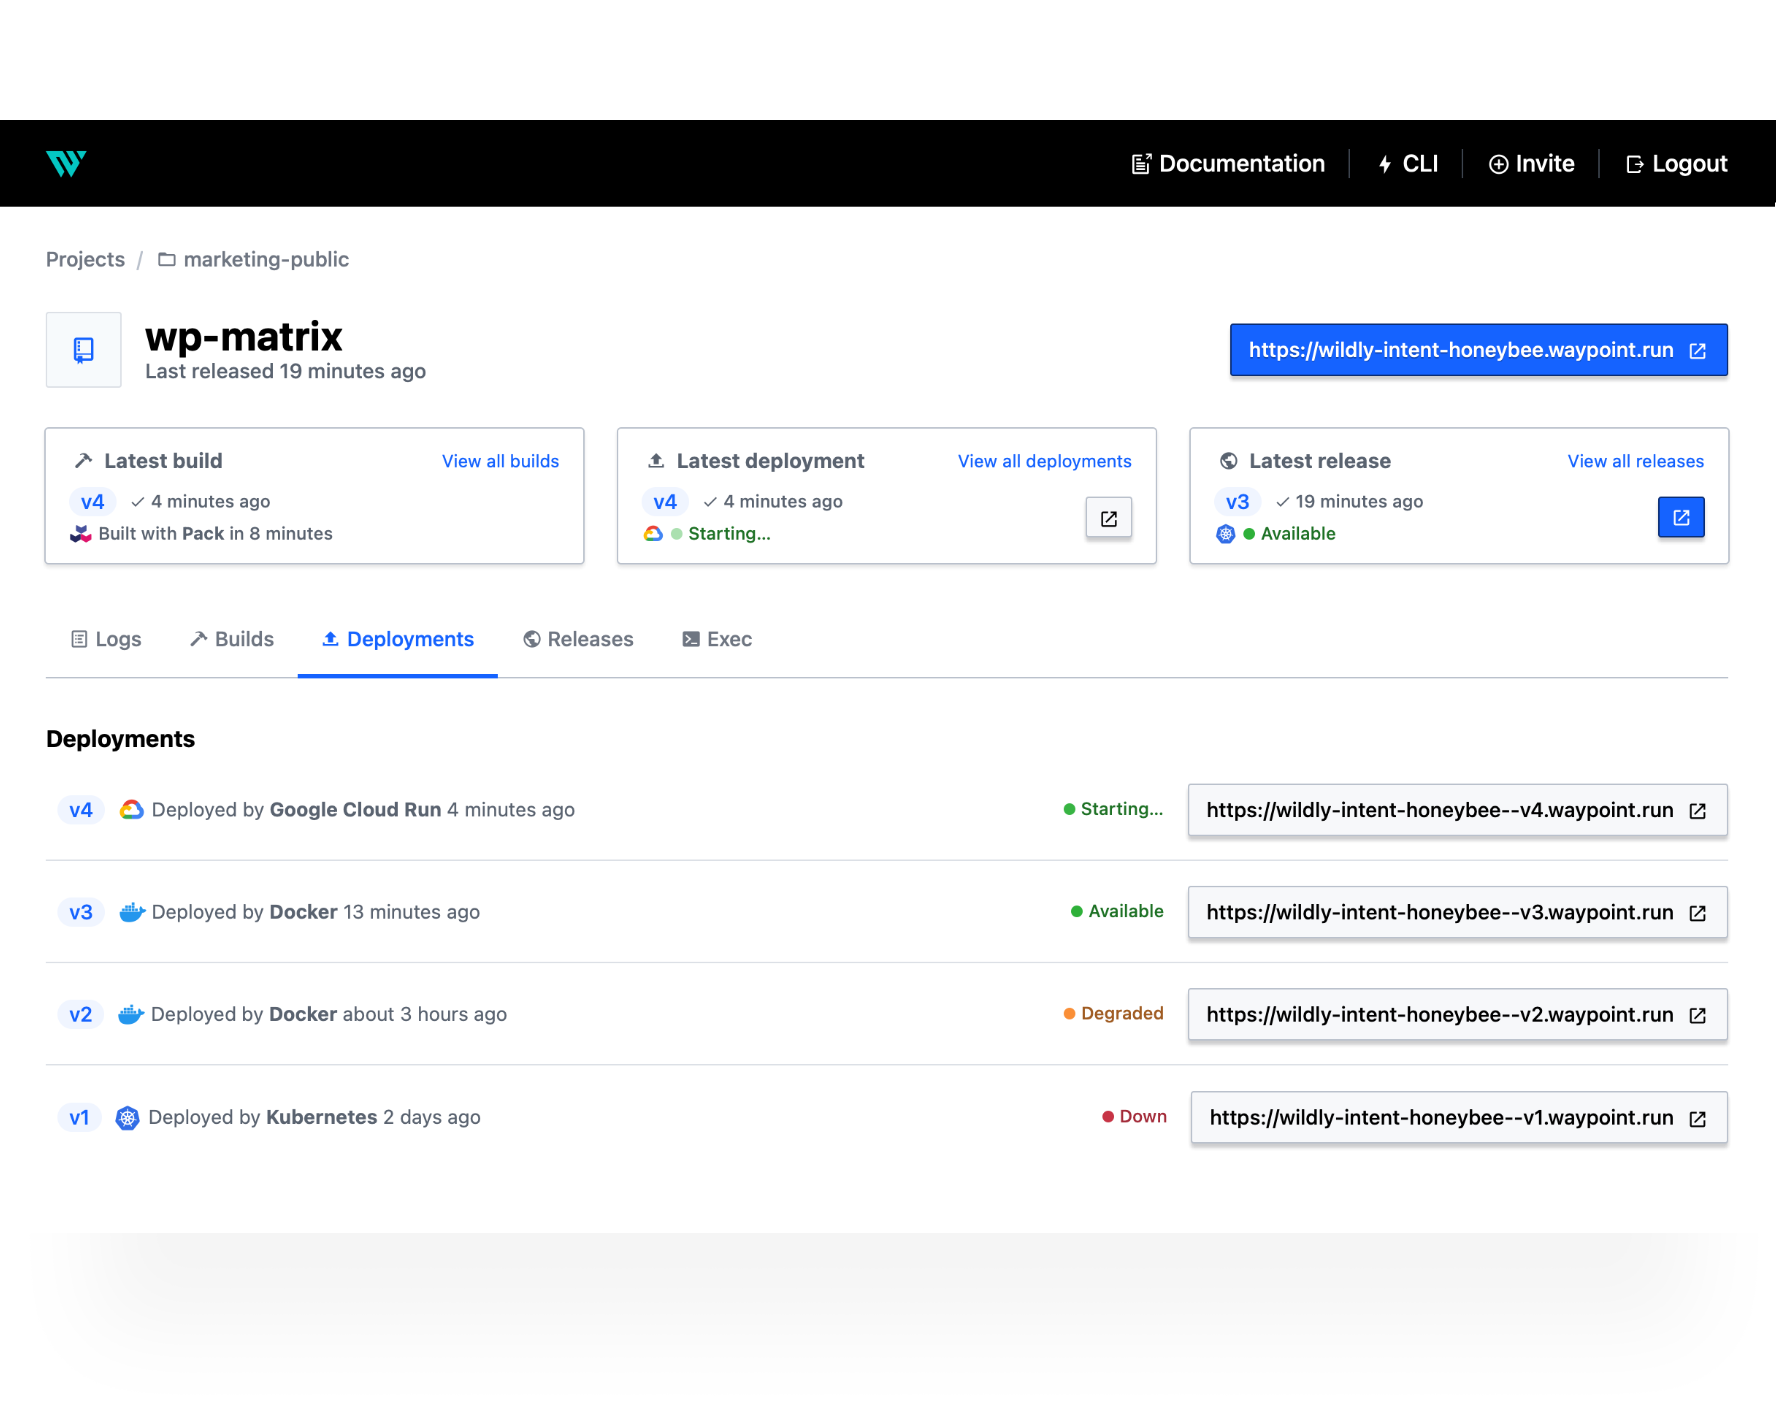 Documentation CLI Invite Logout
Projects / marketing-public
wp-matrix
Last released 19 minutes ago
https://wildly-intent-honeybee.waypoint.run
Latest build View all builds
v4 4 minutes ago
Built with Pack in 8 minutes
Latest deployment View all deployments
v4 4 minutes ago
Starting...
Latest release View all releases
v3 19 minutes ago
Available
Logs Builds Deployments Releases Exec
Deployments
v4 Deployed by Google Cloud Run 4 minutes ago Starting... https://wildly-intent-honeybee--v4.waypoint.run
v3 Deployed by Docker 13 minutes ago Available https://wildly-intent-honeybee--v3.waypoint.run
v2 Deployed by Docker about 3 hours ago Degraded https://wildly-intent-honeybee--v2.waypoint.run
v1 Deployed by Kubernetes 2 days ago Down https://wildly-intent-honeybee--v1.waypoint.run